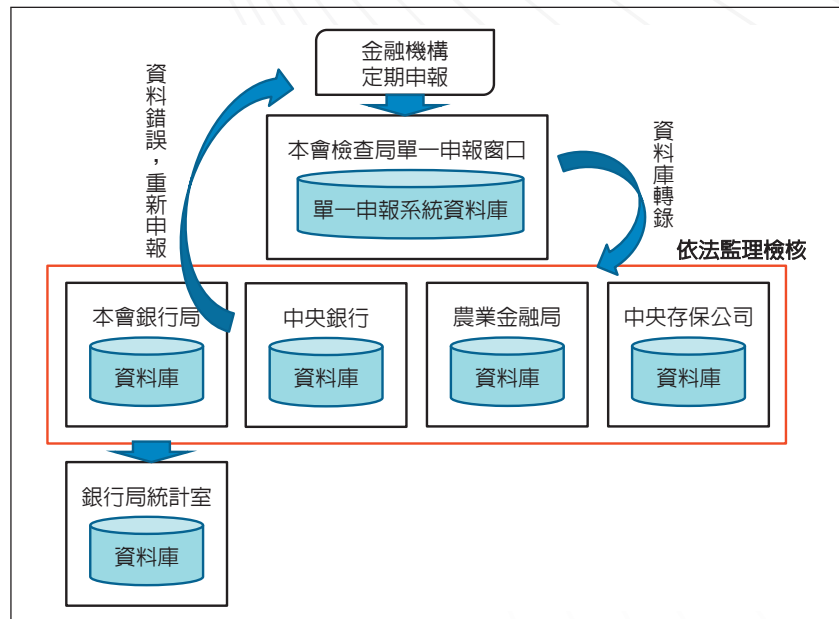 金融機構
定期申報
資料錯誤，重新申報
本會檢查局單一申報窗口
單一申報系統資料庫
資料庫轉錄
依法監理檢核
本會銀行局
資料庫
中央銀行
資料庫
農業金融局
資料庫
中央存保公司
資料庫
銀行局統計室
資料庫